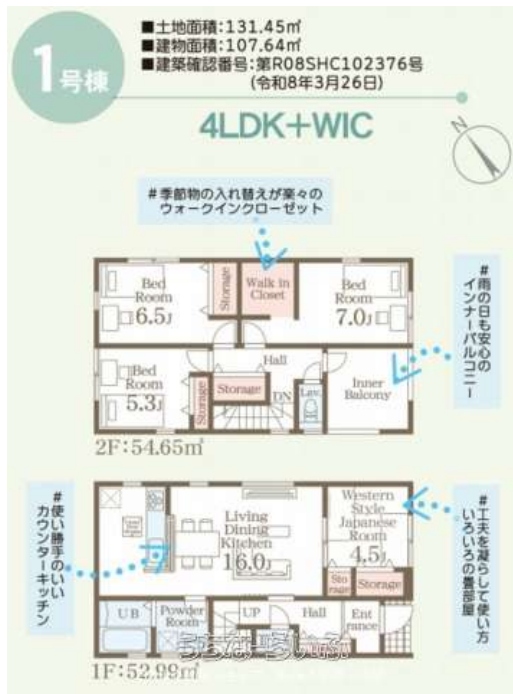 1号棟
■土地面積:131.45㎡
■建物面積:107.64㎡
■建築確認番号:第R08SHC102376号
(令和8年3月26日)
4LDK+WIC
N
#季節物の入れ替えが楽々の
ウォークインクローゼット
Bed
Room
6.5J
Storage
Walk in
Closet
Bed
Room
7.0J
#雨の日も安心の
インナーバルコニー
Bed
Room
5.3J
Storage
Hall
Storage
DN
Lav.
Inner
Balcony
2F:54.65㎡
#使い勝手のいい
カウンターキッチン
Living
Dining
Kitchen
16.0J
Western
Style
Japanese
Room
4.5J
Sto
rage
Storage
#工夫を凝らして使い方
いろいろの畳部屋
UB
Powder
Room
UP
Hall
Ent
rance
1F:52.99㎡